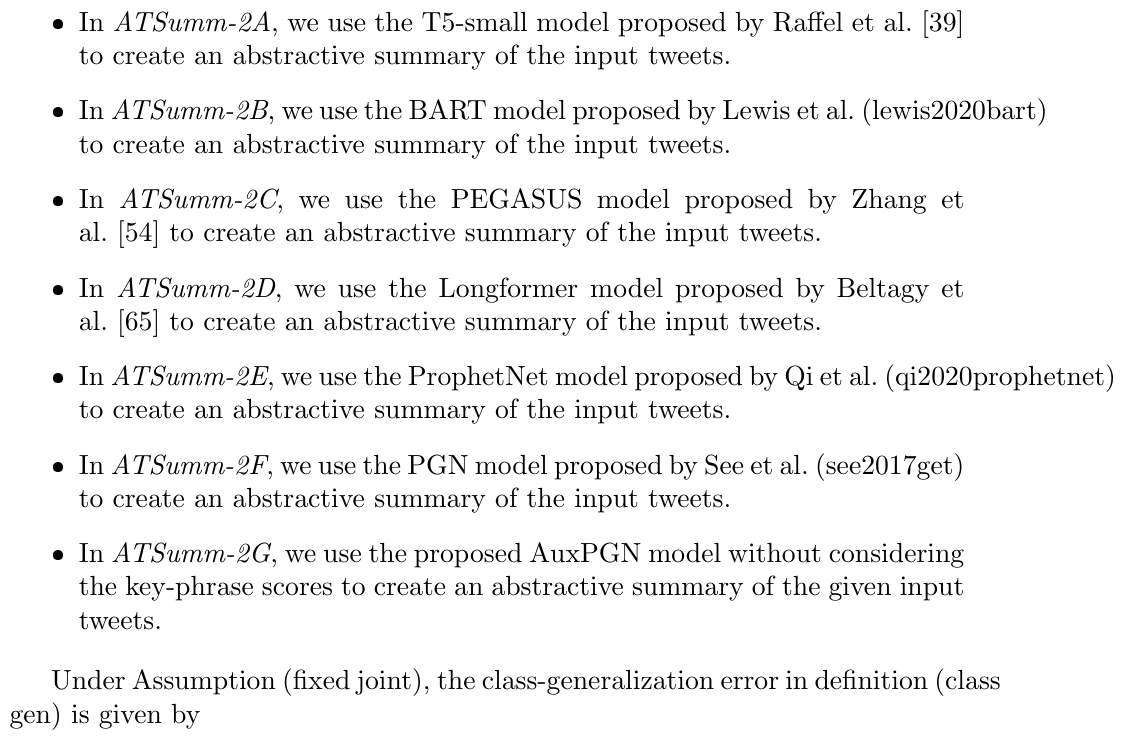 • In ATSumm-2A, we use the T5-small model proposed by Raffel et al. [39]
to create an abstractive summary of the input tweets.
• In ATSumm-2B, we use the BART model proposed by Lewis et al. (lewis2020bart)
to create an abstractive summary of the input tweets.
• In ATSumm-2C, we use the PEGASUS model proposed by Zhang et
al. [54] to create an abstractive summary of the input tweets.
• In ATSumm-2D, we use the Longformer model proposed by Beltagy et
al. [65] to create an abstractive summary of the input tweets.
• In ATSumm-2E, we use the ProphetNet model proposed by Qi et al. (qi2020prophetnet)
to create an abstractive summary of the input tweets.
• In ATSumm-2F, we use the PGN model proposed by See et al. (see2017get)
to create an abstractive summary of the input tweets.
• In ATSumm-2G, we use the proposed AuxPGN model without considering
the key-phrase scores to create an abstractive summary of the given input
tweets.
Under Assumption (fixed joint), the class-generalization error in definition (class
gen) is given by